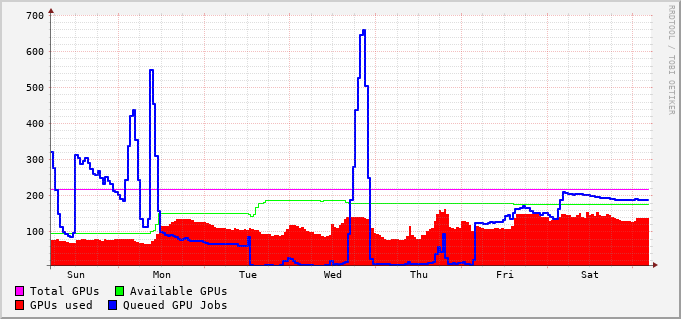 700
600
500
400
300
200
100
Sun Mon Tue Wed Thu Fri Sat
Total GPUs Available GPUs
GPUs used Queued GPU Jobs
RRDTOOL / TOBI OETIKER